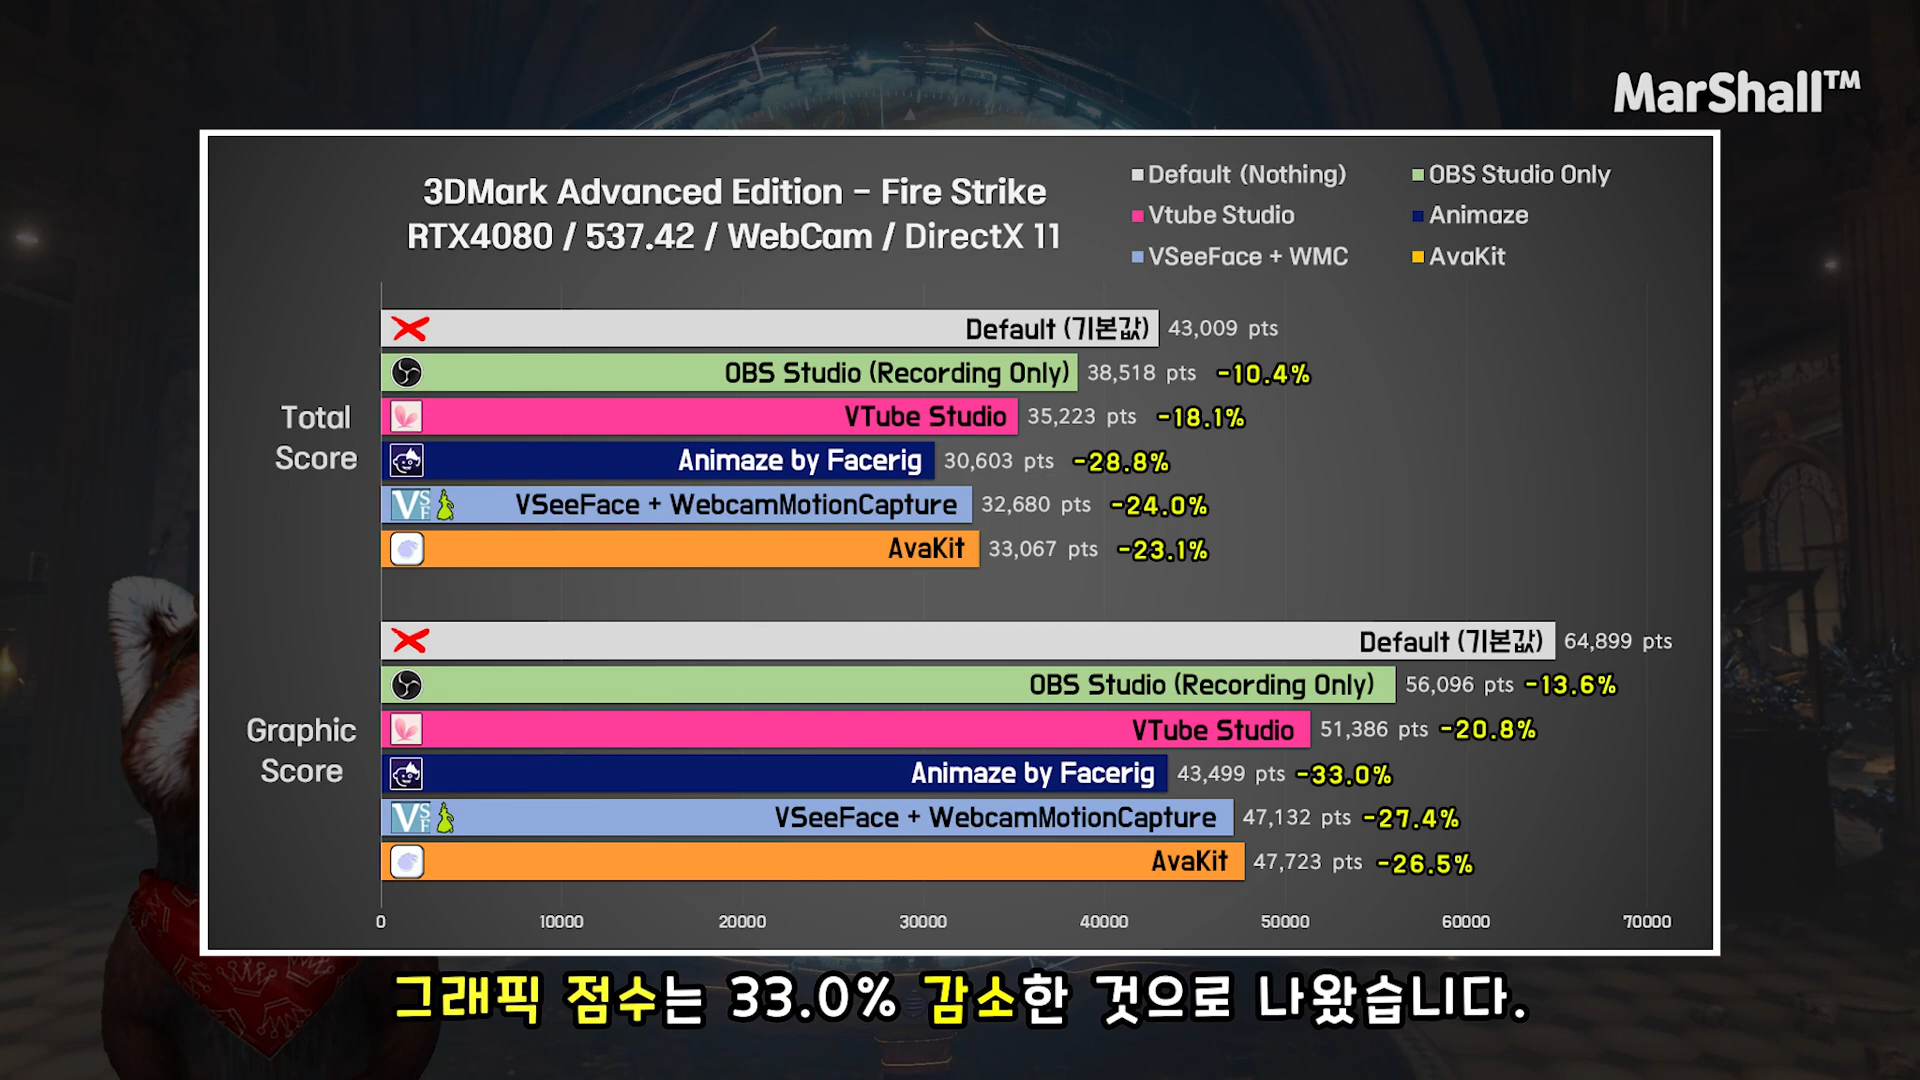 MarShall™
3DMark Advanced Edition - Fire Strike
RTX4080 / 537.42 / WebCam / DirectX 11
Default (Nothing)
OBS Studio Only
Vtube Studio
Animaze
VSeeFace + WMC
AvaKit
Total
Score
Default (기본값) 43,009 pts
OBS Studio (Recording Only) 38,518 pts -10.4%
VTube Studio 35,223 pts -18.1%
Animaze by Facerig 30,603 pts -28.8%
VSF VSeeFace + WebcamMotionCapture 32,680 pts -24.0%
AvaKit 33,067 pts -23.1%
Graphic
Score
Default (기본값) 64,899 pts
OBS Studio (Recording Only) 56,096 pts -13.6%
VTube Studio 51,386 pts -20.8%
Animaze by Facerig 43,499 pts -33.0%
VSF VSeeFace + WebcamMotionCapture 47,132 pts -27.4%
AvaKit 47,723 pts -26.5%
0 10000 20000 30000 40000 50000 60000 70000
그래픽 점수는 33.0% 감소한 것으로 나왔습니다.